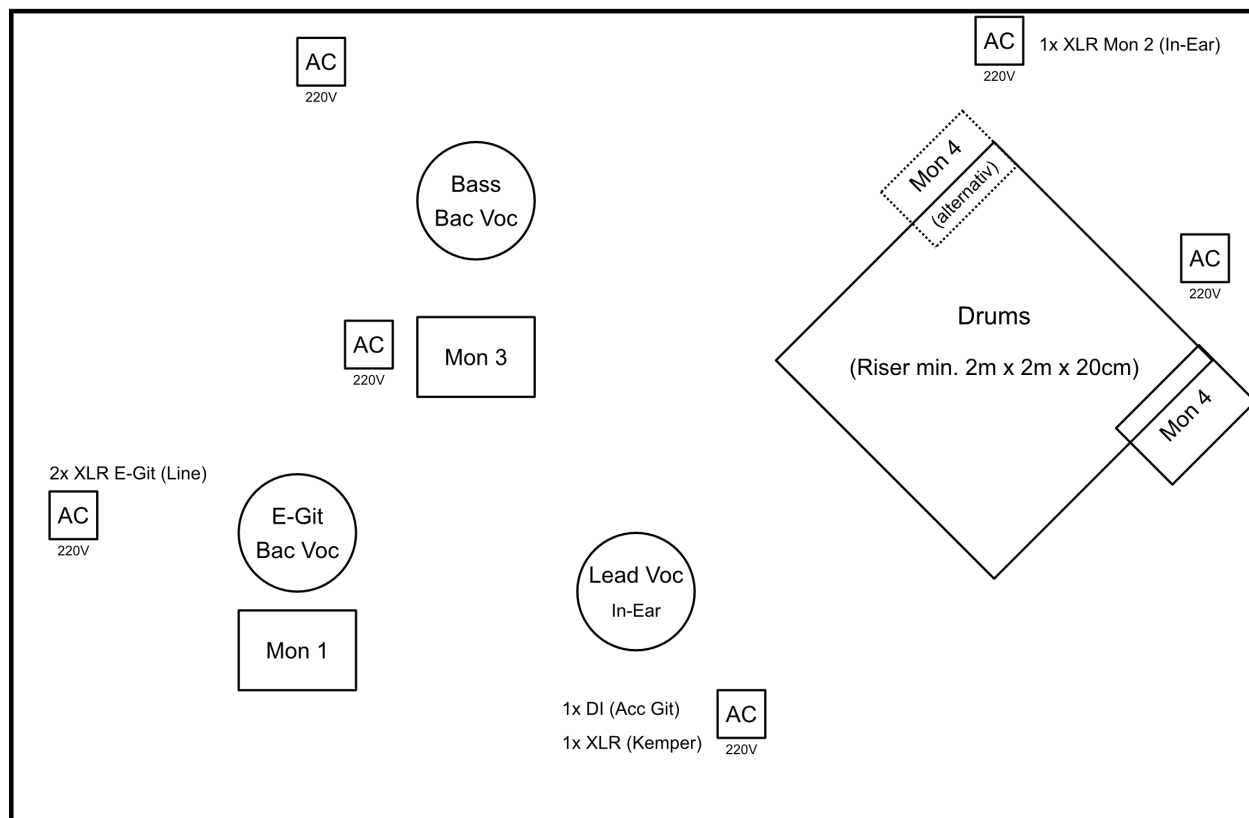 AC
220V
AC
220V
1x XLR Mon 2 (In-Ear)
Mon 4
(alternativ)
Bass
Bac Voc
AC
220V
Drums
(Riser min. 2m x 2m x 20cm)
AC
220V
Mon 3
Mon 4
2x XLR E-Git (Line)
AC
220V
E-Git
Bac Voc
Lead Voc
In-Ear
Mon 1
1x DI (Acc Git)
1x XLR (Kemper)
AC
220V